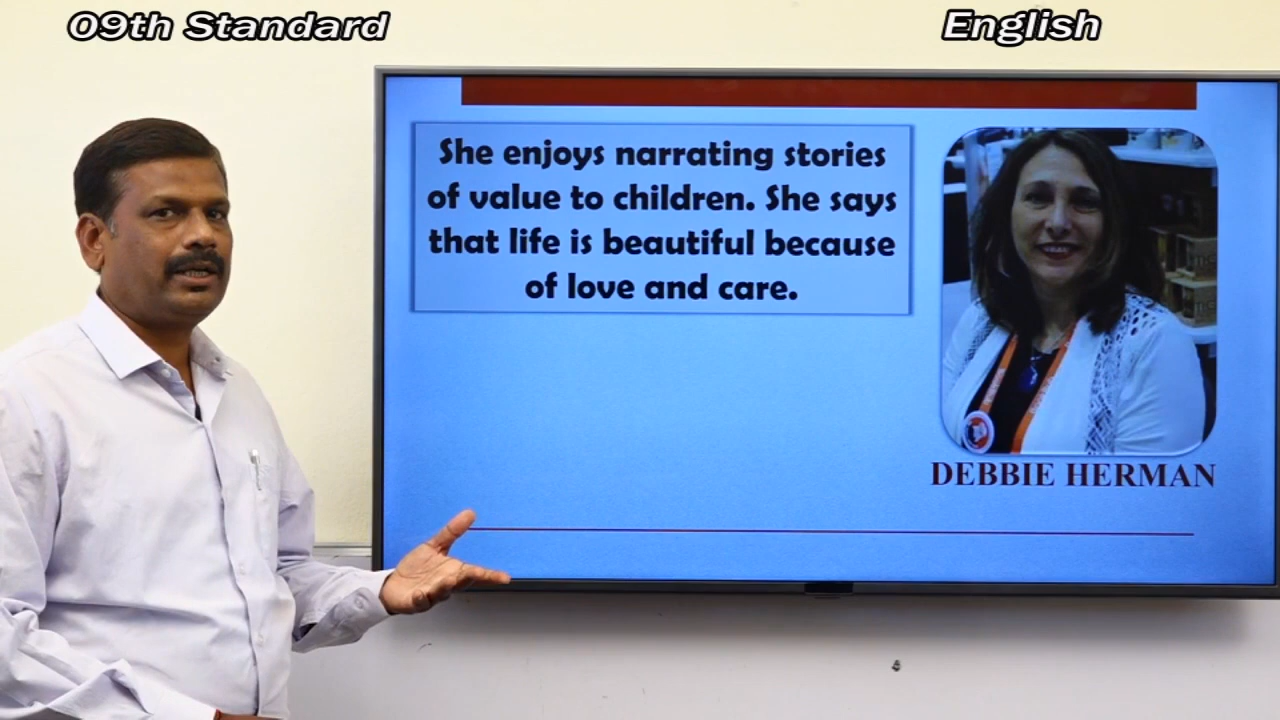 09th Standard
English
She enjoys narrating stories
of value to children. She says
that life is beautiful because
of love and care.
DEBBIE HERMAN